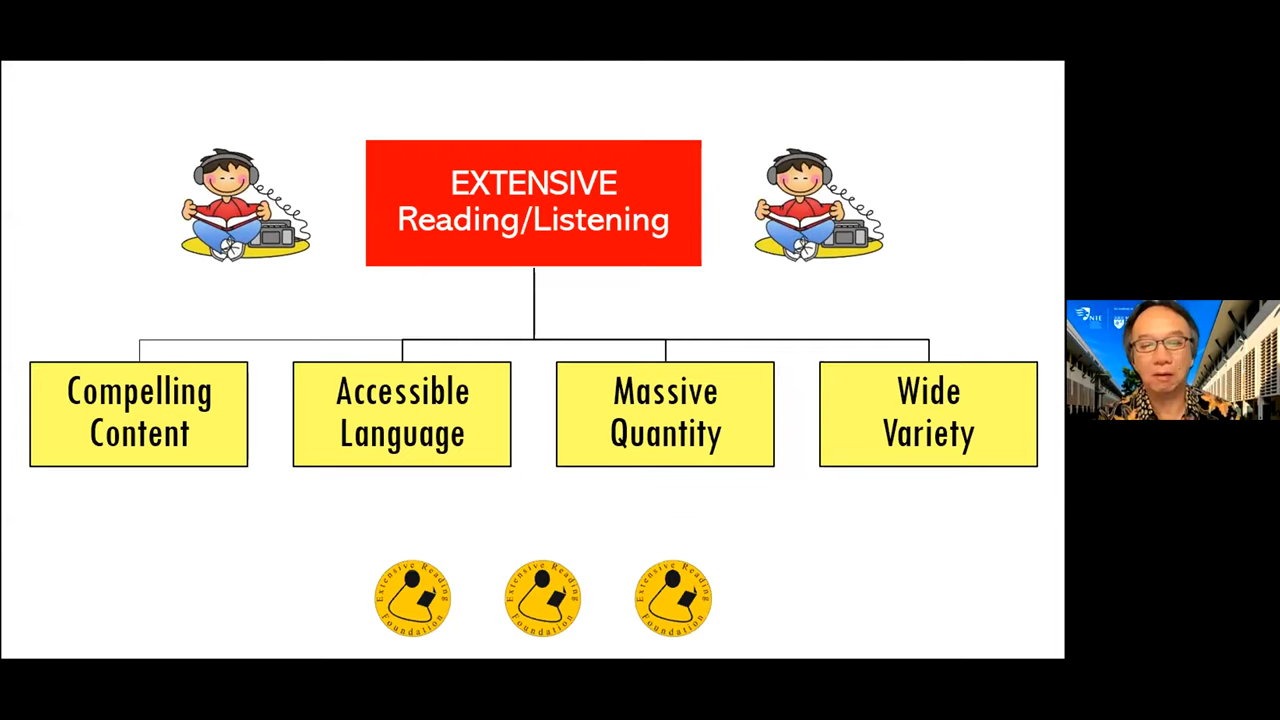 EXTENSIVE
Reading/Listening
Compelling
Content
Accessible
Language
Massive
Quantity
Wide
Variety
Extensive Reading
Foundation
Extensive Reading
Foundation
Extensive Reading
Foundation
NIE